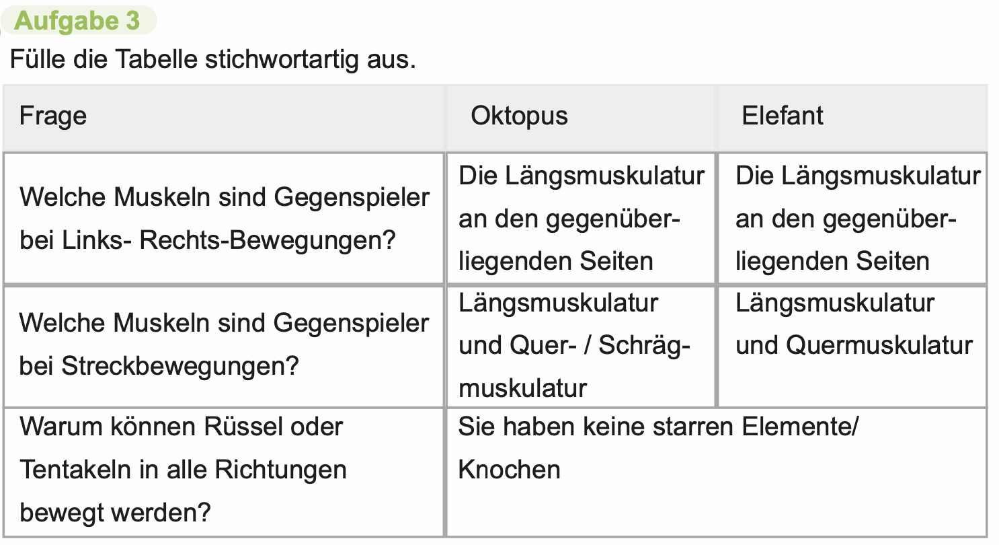 Aufgabe 3
Fülle die Tabelle stichwortartig aus.
Frage
Oktopus
Elefant
Welche Muskeln sind Gegenspieler
bei Links- Rechts-Bewegungen?
Die Längsmuskulatur
an den gegenüber-
liegenden Seiten
Die Längsmuskulatur
an den gegenüber-
liegenden Seiten
Welche Muskeln sind Gegenspieler
bei Streckbewegungen?
Längsmuskulatur
und Quer- / Schräg-
muskulatur
Längsmuskulatur
und Quermuskulatur
Warum können Rüssel oder
Tentakeln in alle Richtungen
bewegt werden?
Sie haben keine starren Elemente/
Knochen